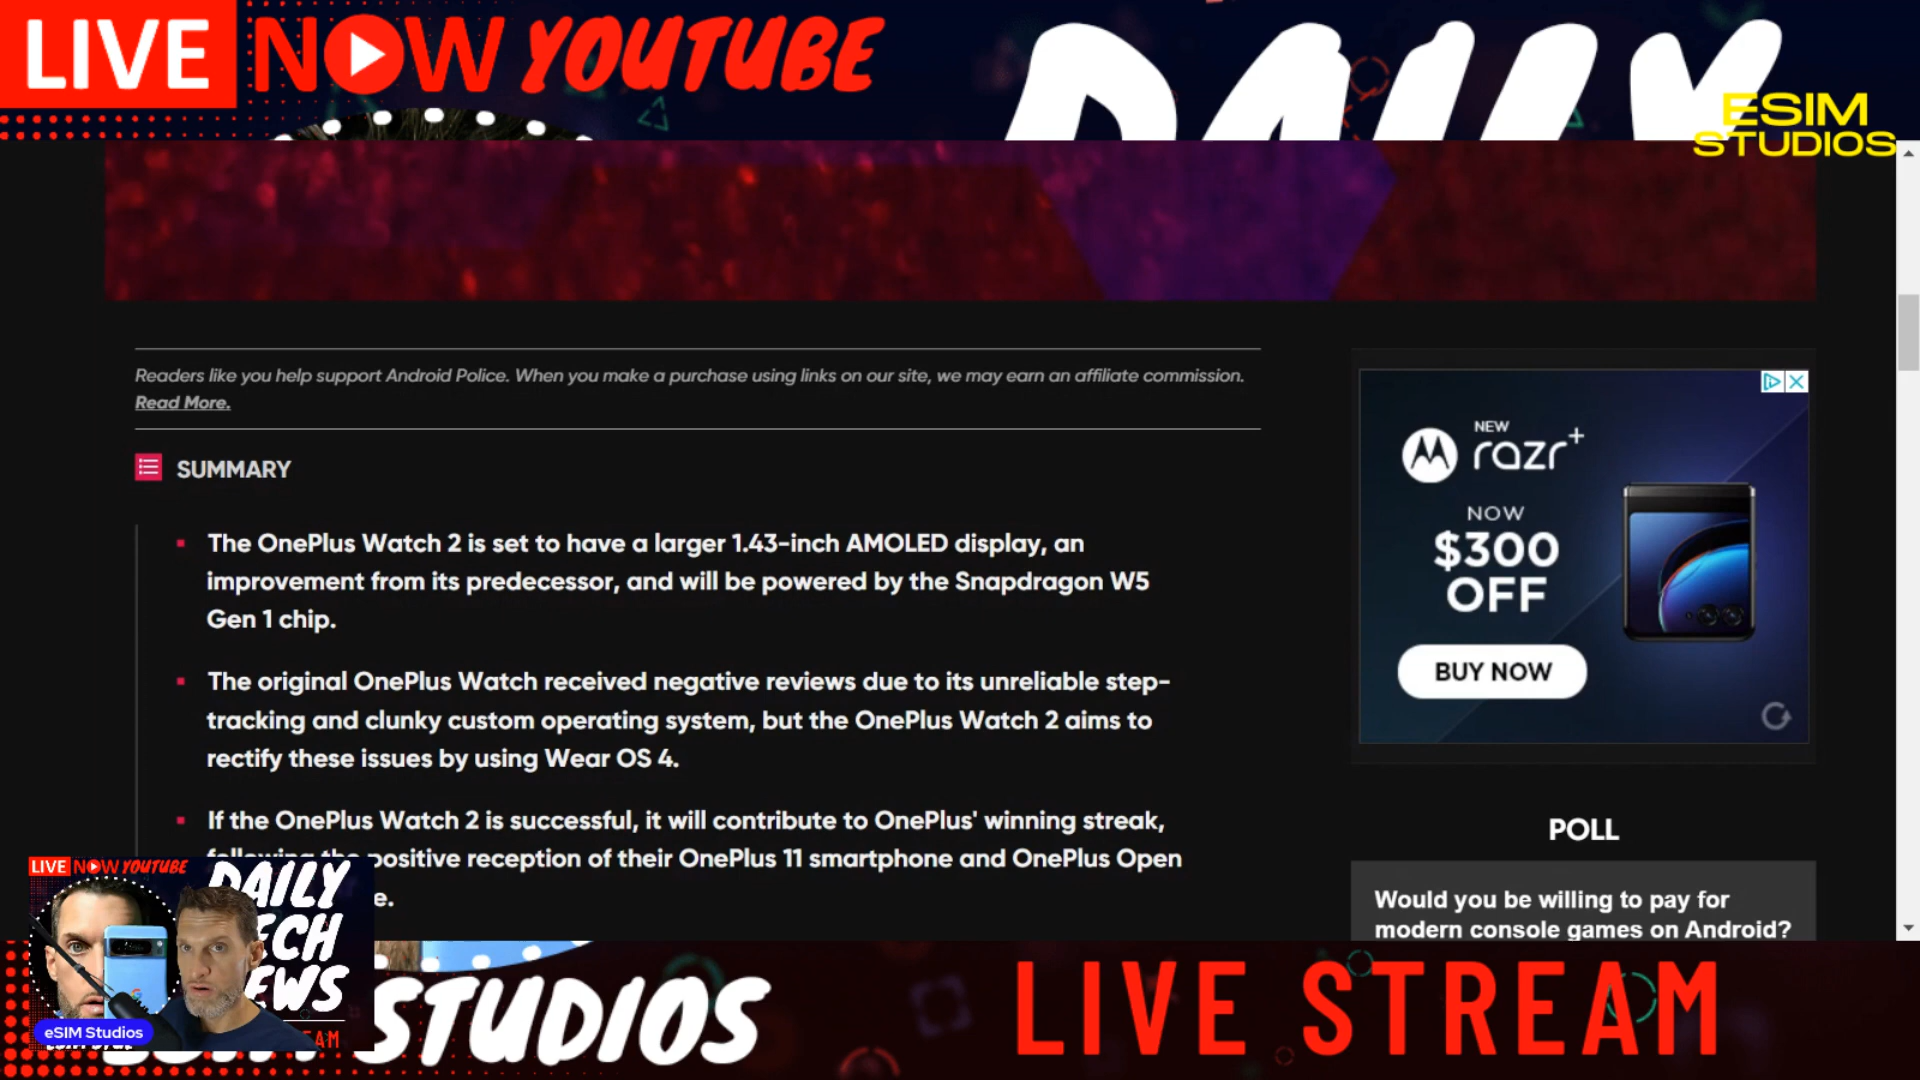 LIVE NOW YOUTUBE
DAILY
ESIM
STUDIOS
Readers like you help support Android Police. When you make a purchase using links on our site, we may earn an affiliate commission.
Read More.
SUMMARY
The OnePlus Watch 2 is set to have a larger 1.43-inch AMOLED display, an
improvement from its predecessor, and will be powered by the Snapdragon W5
Gen 1 chip.
The original OnePlus Watch received negative reviews due to its unreliable step-
tracking and clunky custom operating system, but the OnePlus Watch 2 aims to
rectify these issues by using Wear OS 4.
If the OnePlus Watch 2 is successful, it will contribute to OnePlus' winning streak,
following the positive reception of their OnePlus 11 smartphone and OnePlus Open
e.
NEW
razr+
NOW
$300
OFF
BUY NOW
POLL
Would you be willing to pay for
modern console games on Android?
LIVE NOW YOUTUBE
DAILY
ECH
EWS
eSIM Studios
AM
STUDIOS
LIVE STREAM